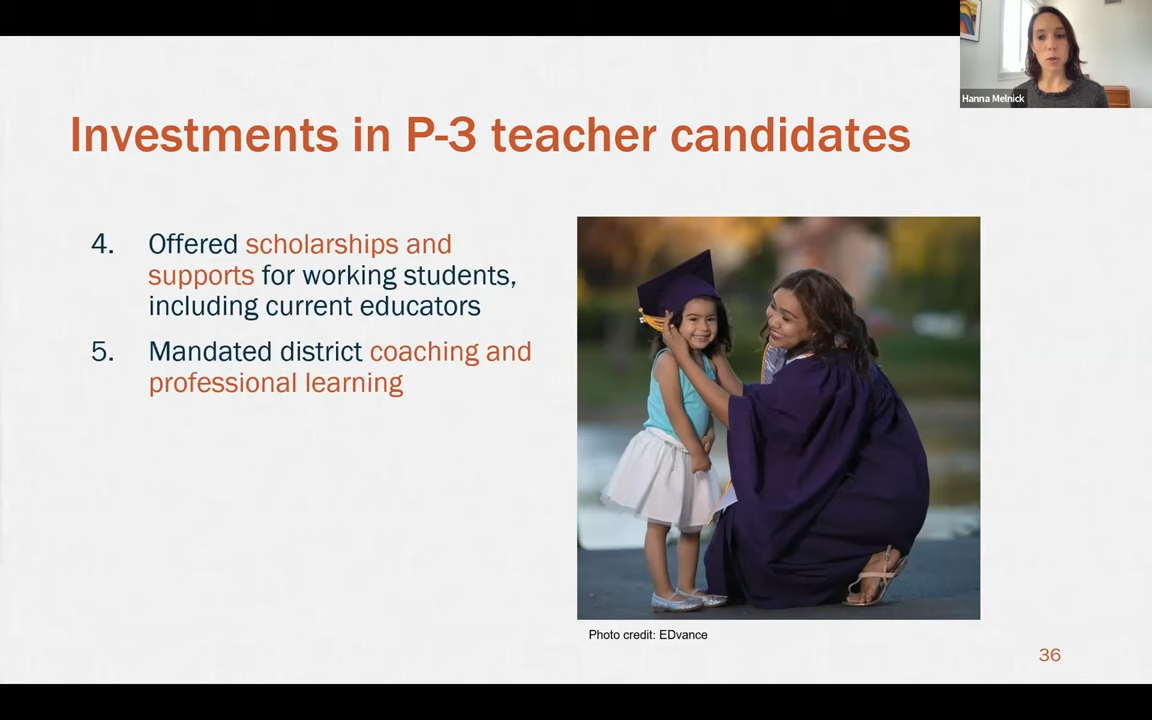 Hanna Melnick
Investments in P-3 teacher candidates
4. Offered scholarships and
supports for working students,
including current educators
5. Mandated district coaching and
professional learning
Photo credit: EDvance
36